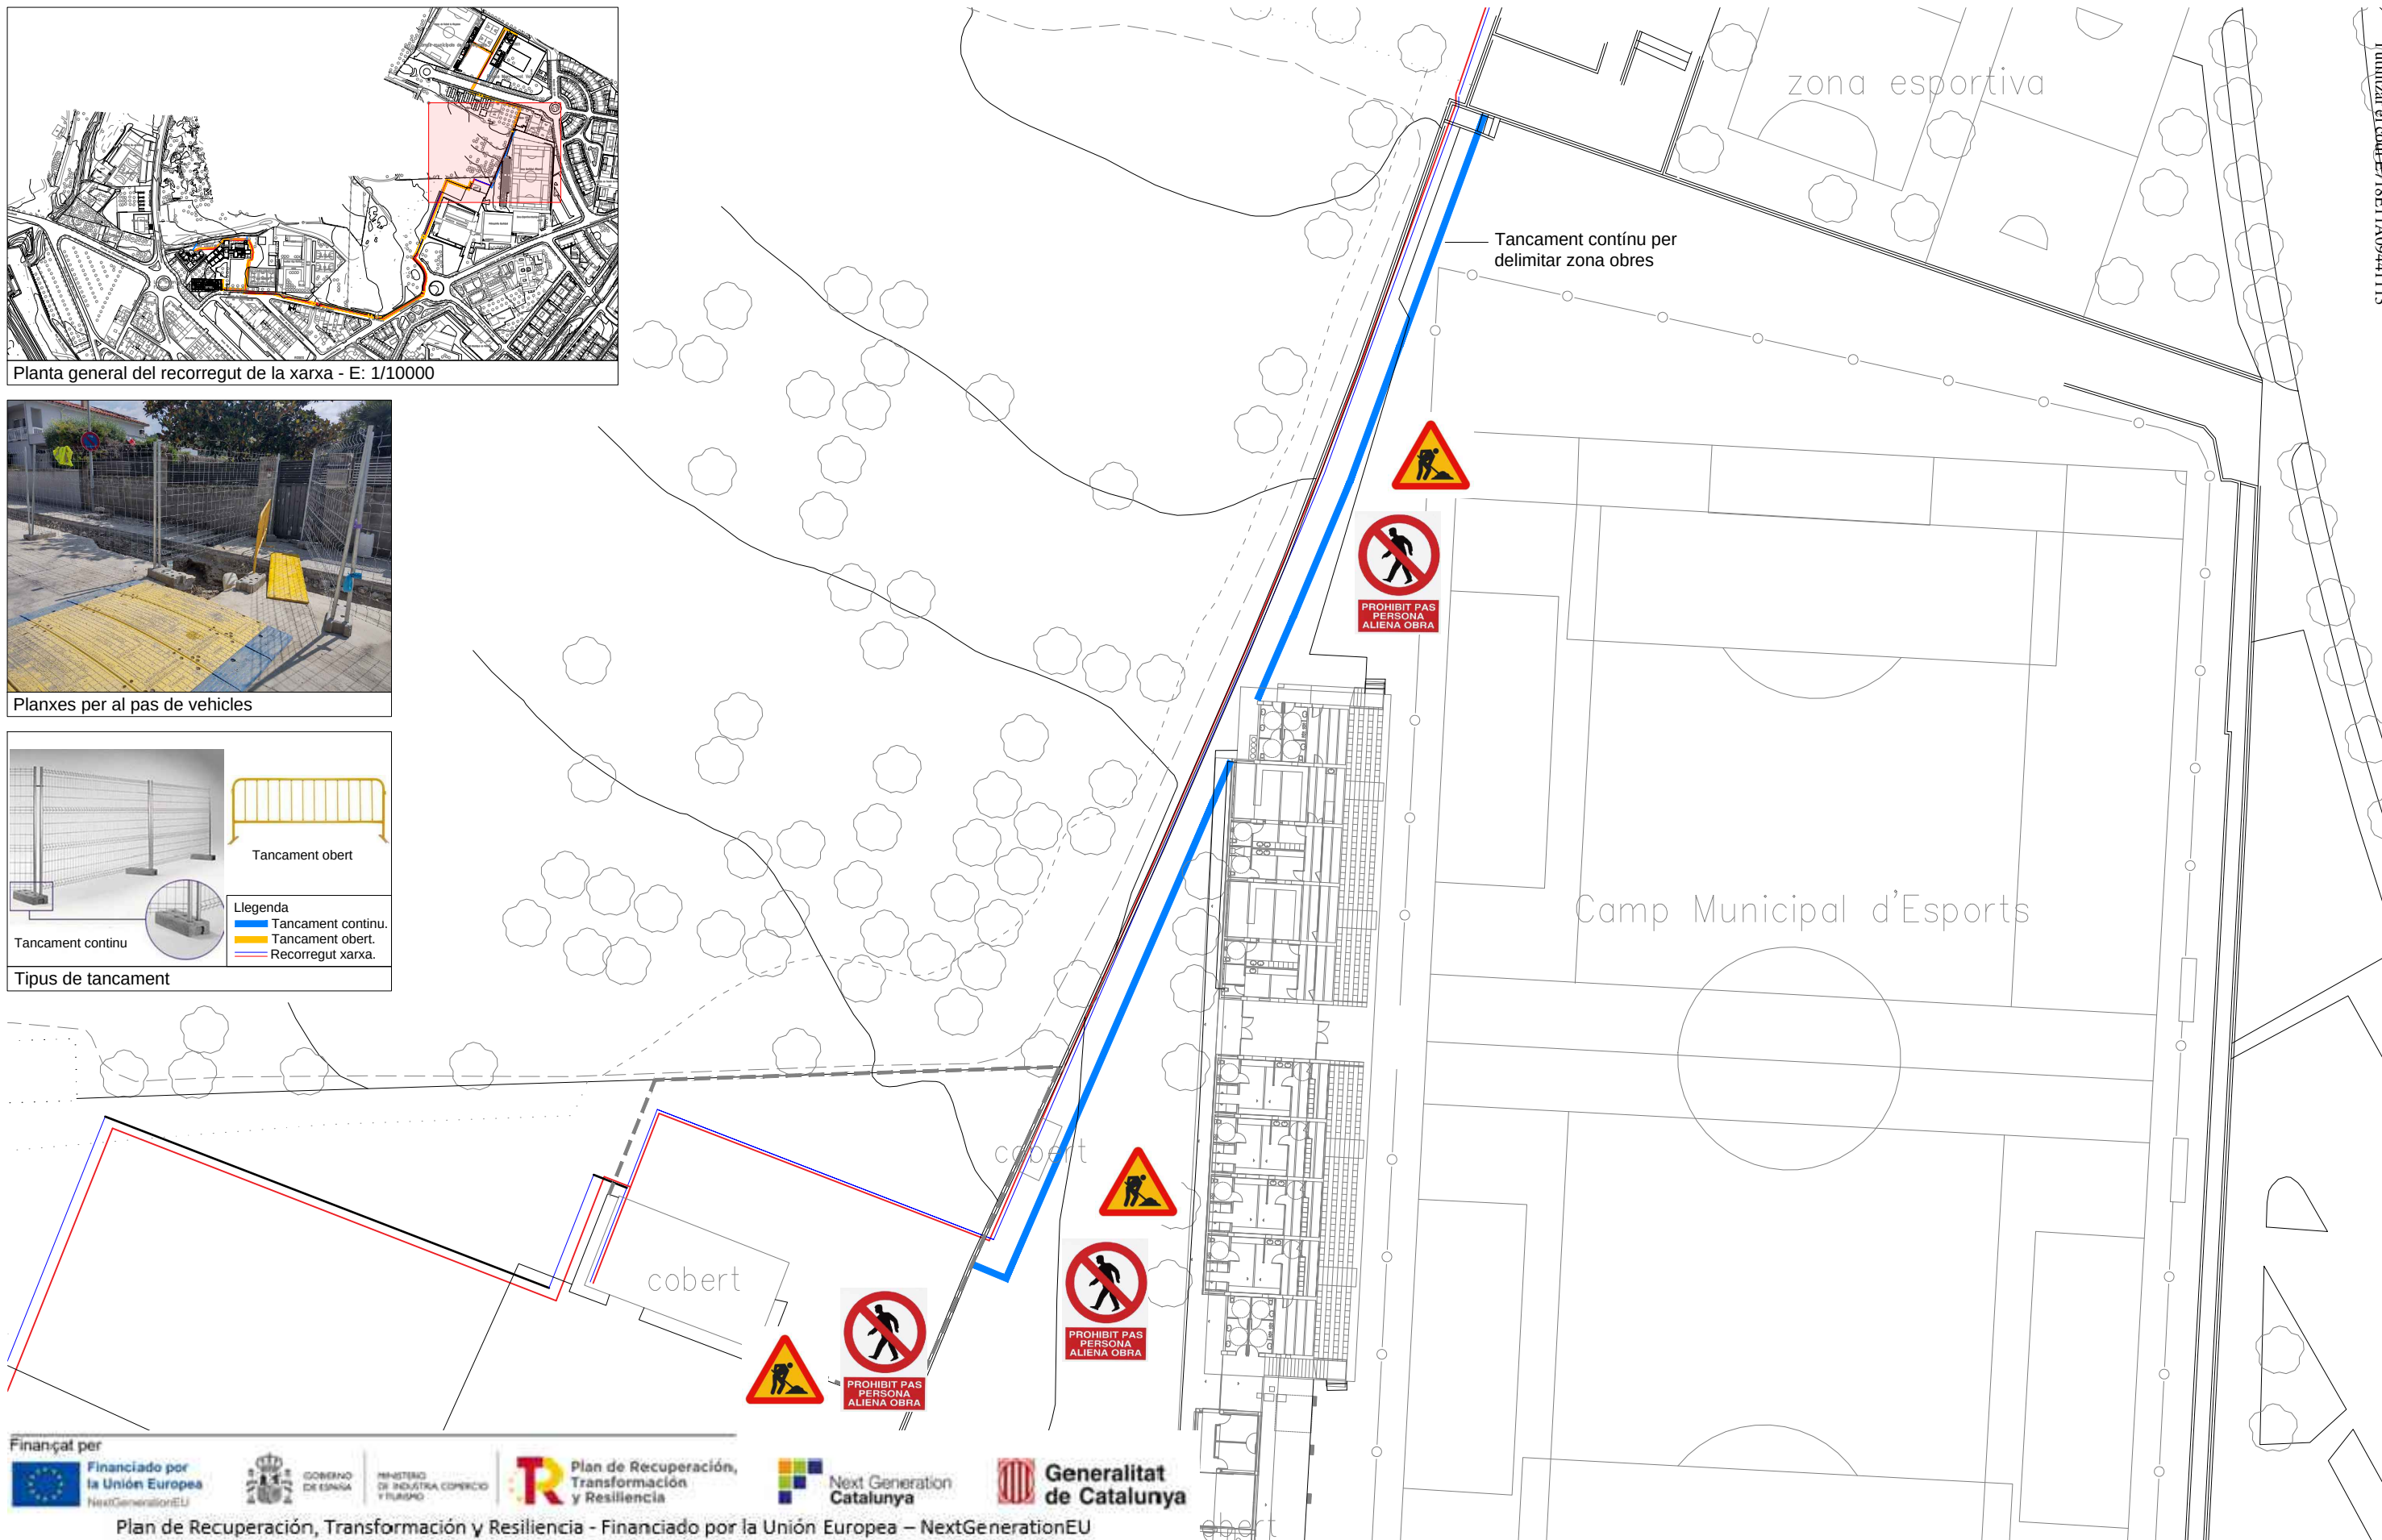 Planta general del recorregut de la xarxa - E: 1/10000
Planxes per al pas de vehicles
Tancament obert
Tancament continu
Llegenda
Tancament continu.
Tancament obert.
Recorregut xarxa.
Tipus de tancament
zona esportiva
Tancament contínu per
delimitar zona obres
PROHIBIT PAS
PERSONA
ALIENA OBRA
Camp Municipal d'Esports
cobert
PROHIBIT PAS
PERSONA
ALIENA OBRA
cobert
PROHIBIT PAS
PERSONA
ALIENA OBRA
cobert
Finançat per
Financiado por
la Unión Europea
NextGenerationEU
GOBIERNO
DE ESPAÑA
MINISTERIO
DE INDUSTRIA, COMERCIO
Y TURISMO
Plan de Recuperación,
Transformación
y Resiliencia
Next Generation
Catalunya
Generalitat
de Catalunya
Plan de Recuperación, Transformación y Resiliencia - Financiado por la Unión Europea – NextGenerationEU